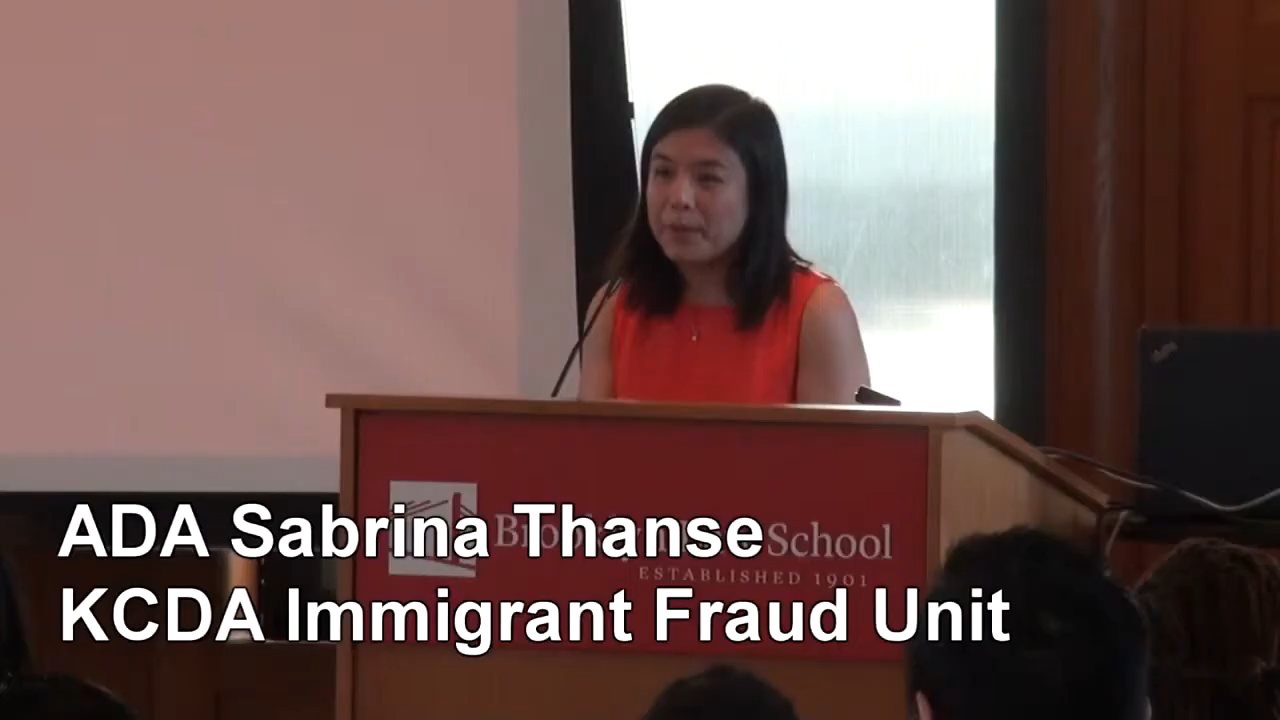 ADA Sabrina Thanse
KCDA Immigrant Fraud Unit
School
ESTABLISHED 1901